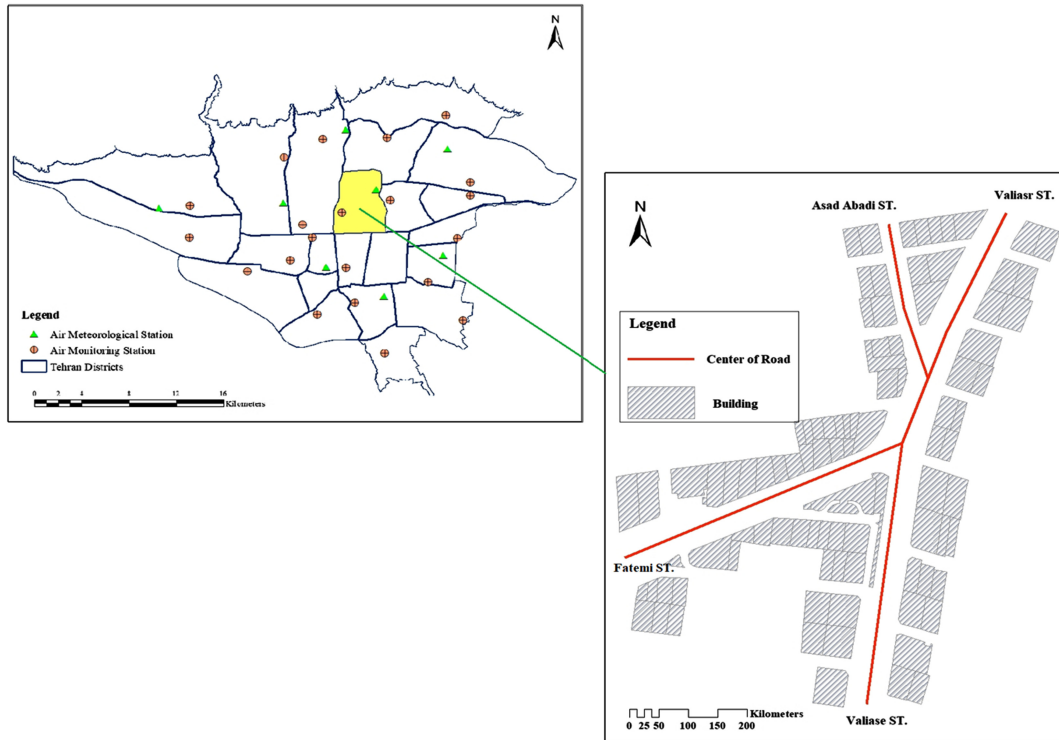 N
Legend
Air Meteorological Station
Air Monitoring Station
Tehran Districts
0 2 4 8 12 16
Kilometers
N
Asad Abadi ST.
Valiasr ST.
Legend
Center of Road
Building
Fatemi ST.
Valiase ST.
Kilometers
0 25 50 100 150 200